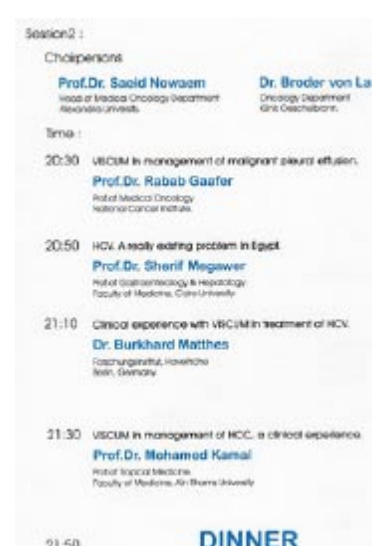 Session2 :
Chairpersons
Prof.Dr. Saeid Nowaem Dr. Broder von La
Head of Medical Oncology Department Oncology Department
Alexandria University. Klinik Oeschelbronn.
Time :
20:30 VISCUM in management of malignant pleural effusion.
Prof.Dr. Rabab Gaafer
Prof.of Medical Oncology
National Cancer Institute.
20:50 HCV. A really existing problem in Egypt
Prof.Dr. Sherif Megawer
Prof.of Gastroenterology & Hepatology
Faculty of Medicine, Cairo University
21:10 Clinical experience with VISCUM in treatment of HCV.
Dr. Burkhard Matthes
Berlin, Germany
21:30 VISCUM in management of HCC, a clinical experience
Prof.Dr. Mohamed Kamal
Prof.of Tropical Medicine
Faculty of Medicine, Ain Shams University
21:50 DINNER